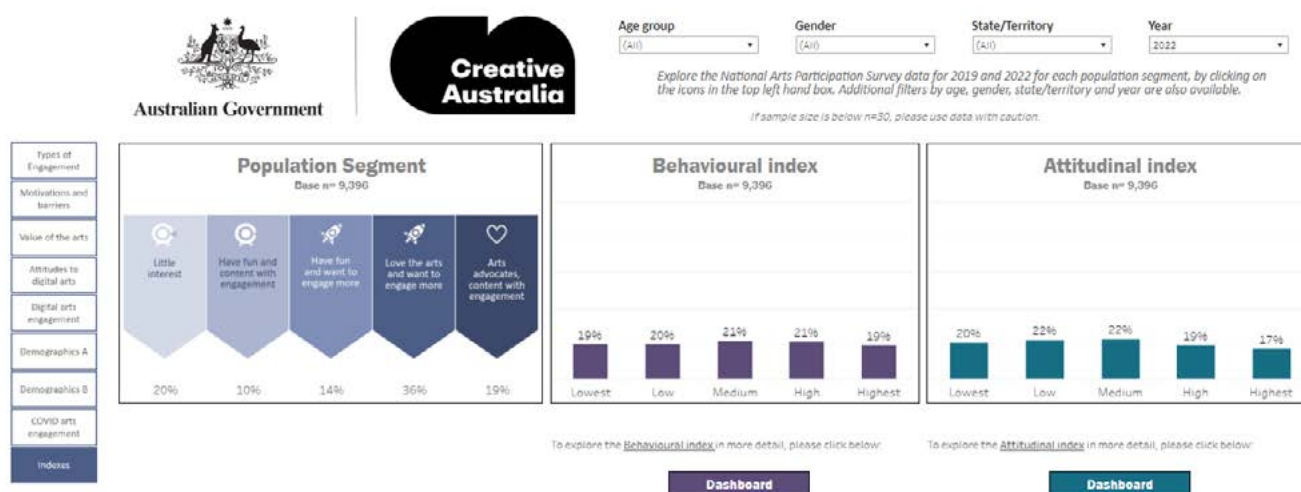 Australian Government
Creative
Australia
Age group
(All)
Gender
(All)
State/Territory
(All)
Year
2022
Explore the National Arts Participation Survey data for 2019 and 2022 for each population segment, by clicking on
the icons in the top left hand box. Additional filters by age, gender, state/territory and year are also available.
If sample size is below n=30, please use data with caution.
Types of
Engagement
Motivations and
barriers
Value of the arts
Attitudes to
digital arts
Digital arts
engagement
Demographics A
Demographics B
COVID arts
engagement
Indexes
Population Segment
Base n= 9,396
Little
interest
Have fun and
content with
engagement
Have fun
and want to
engage more
Love the arts
and want to
engage more
Arts
advocates,
content with
engagement
20%
10%
14%
36%
19%
Behavioural index
Base n= 9,396
19%
20%
21%
21%
19%
Lowest
Low
Medium
High
Highest
To explore the Behavioural index in more detail, please click below:
Dashboard
Attitudinal index
Base n= 9,396
20%
22%
22%
19%
17%
Lowest
Low
Medium
High
Highest
To explore the Attitudinal index in more detail, please click below:
Dashboard